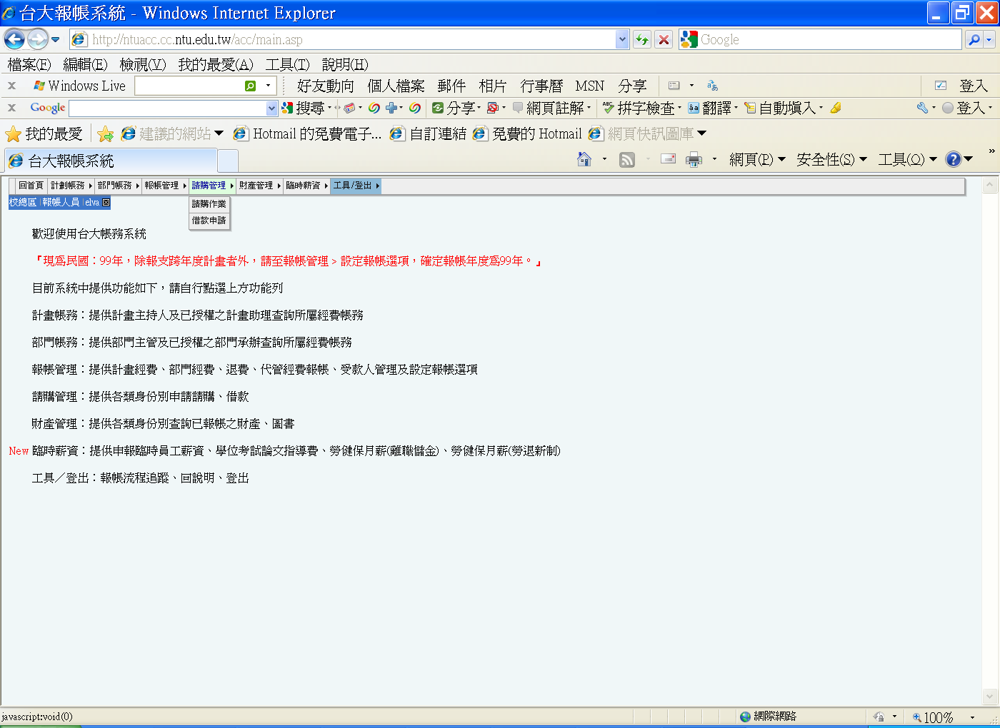 台大報帳系統 - Windows Internet Explorer
http://ntuacc.cc.ntu.edu.tw/acc/main.asp
Google
檔案(F) 編輯(E) 檢視(V) 我的最愛(A) 工具(T) 說明(H)
Windows Live 好友動向 個人檔案 郵件 相片 行事曆 MSN 分享 登入
Google 搜尋 分享 網頁註解 拼字檢查 翻譯 自動填入 登入
我的最愛 建議的網站 Hotmail 的免費電子... 自訂連結 免費的 Hotmail 網頁快訊圖庫
台大報帳系統 網頁(P) 安全性(S) 工具(O)
回首頁 計劃帳務 部門帳務 報帳管理 請購管理 財產管理 臨時薪資 工具/登出
校總區 | 報帳人員 | elva
請購作業
借款申請
歡迎使用台大帳務系統
『現為民國：99年，除報支跨年度計畫者外，請至報帳管理 > 設定報帳選項，確定報帳年度為99年。』
目前系統中提供功能如下，請自行點選上方功能列
計畫帳務：提供計畫主持人及已授權之計畫助理查詢所屬經費帳務
部門帳務：提供部門主管及已授權之部門承辦查詢所屬經費帳務
報帳管理：提供計畫經費、部門經費、退費、代管經費報帳、受款人管理及設定報帳選項
請購管理：提供各類身份別申請請購、借款
財產管理：提供各類身份別查詢已報帳之財產、圖書
New 臨時薪資：提供申報臨時員工薪資、學位考試論文指導費、勞健保月薪(離職儲金)、勞健保月薪(勞退新制)
工具／登出：報帳流程追蹤、回說明、登出
javascript:void(0) 網際網路 100%